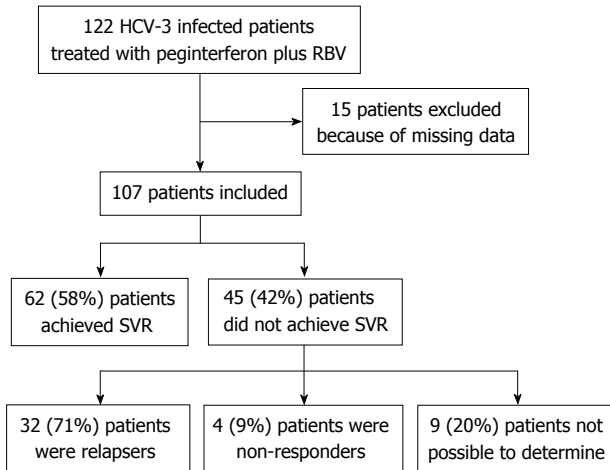 122 HCV-3 infected patients
treated with peginterferon plus RBV
15 patients excluded
because of missing data
107 patients included
62 (58%) patients
achieved SVR
45 (42%) patients
did not achieve SVR
32 (71%) patients
were relapsers
4 (9%) patients were
non-responders
9 (20%) patients not
possible to determine